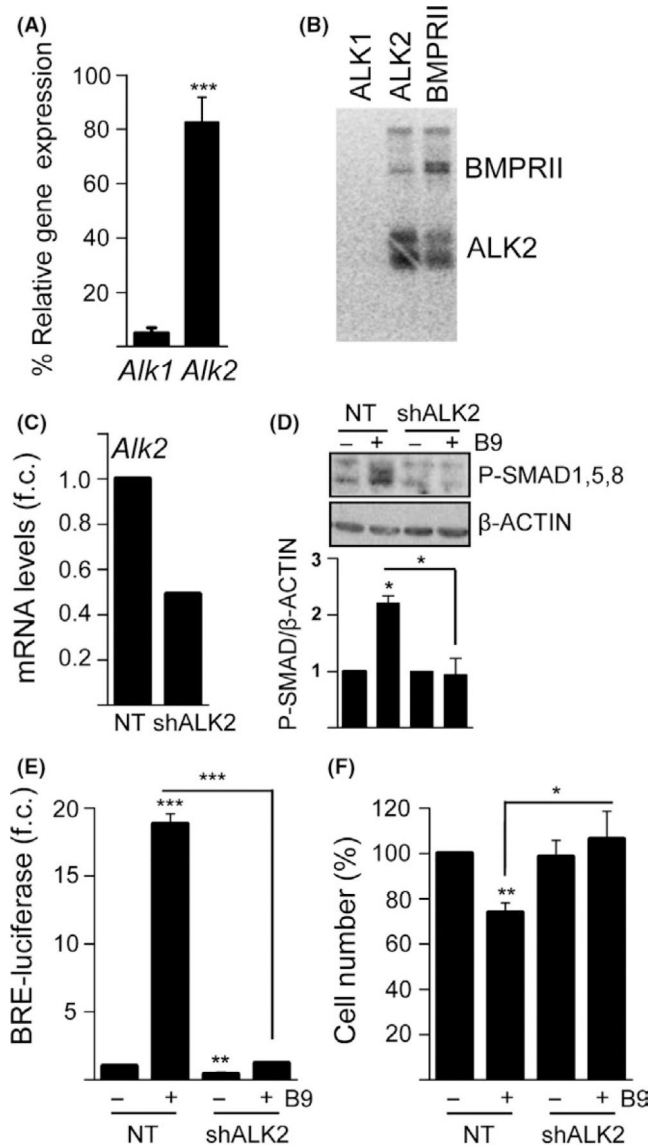 (A)
% Relative gene expression
100
80
60
40
20
***
Alk1 Alk2
(B)
ALK1
ALK2
BMPRII
BMPRII
ALK2
(C)
Alk2
mRNA levels (f.c.)
1.0
0.8
0.6
0.4
0.2
NT shALK2
(D)
NT shALK2
– + – + B9
P-SMAD1,5,8
β-ACTIN
P-SMAD/β-ACTIN
3
2
1
*
*
(E)
BRE-luciferase (f.c.)
20
15
10
5
***
***
**
– + – + B9
NT shALK2
(F)
Cell number (%)
120
100
80
60
40
20
*
**
– + – + B9
NT shALK2